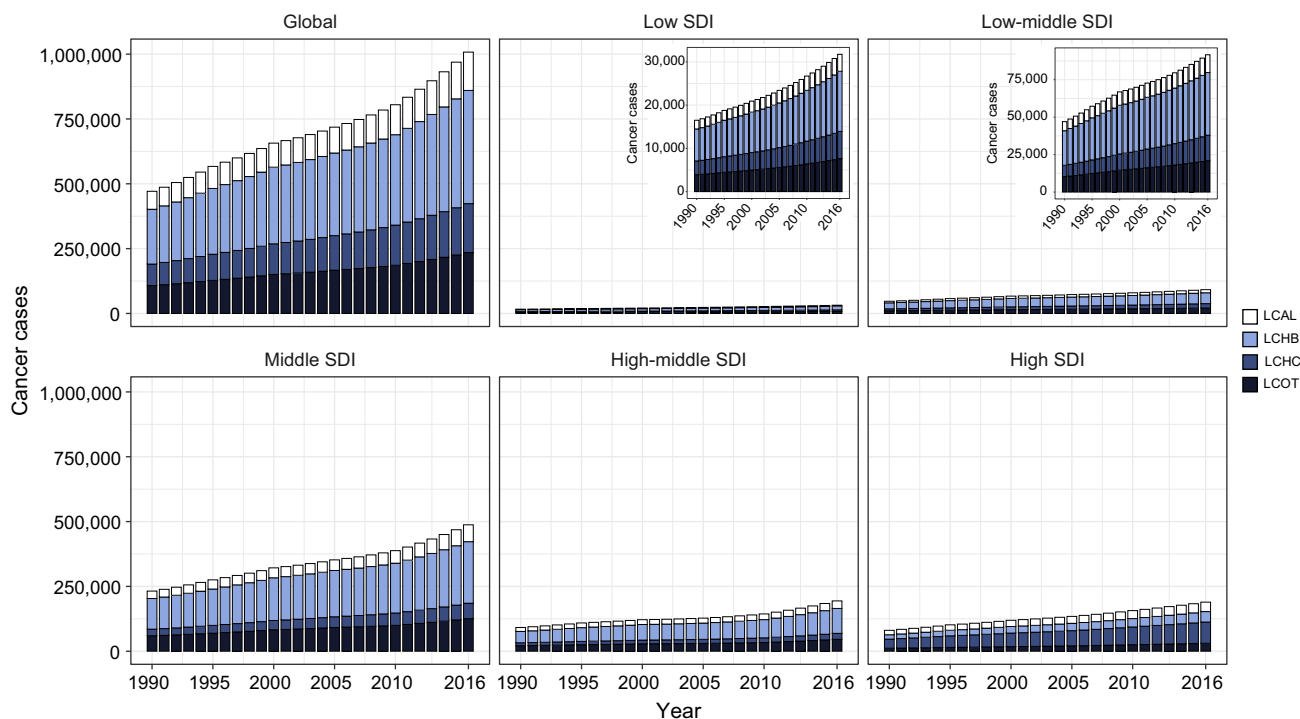 Global
Low SDI
Low-middle SDI
1,000,000
750,000
500,000
250,000
0
Cancer cases
30,000
20,000
10,000
0
1990
1995
2000
2005
2010
2016
Cancer cases
75,000
50,000
25,000
0
1990
1995
2000
2005
2010
2016
Cancer cases
LCAL
LCHB
LCHC
LCOT
Middle SDI
High-middle SDI
High SDI
1,000,000
750,000
500,000
250,000
0
1990 1995 2000 2005 2010 2016
1990 1995 2000 2005 2010 2016
1990 1995 2000 2005 2010 2016
Year